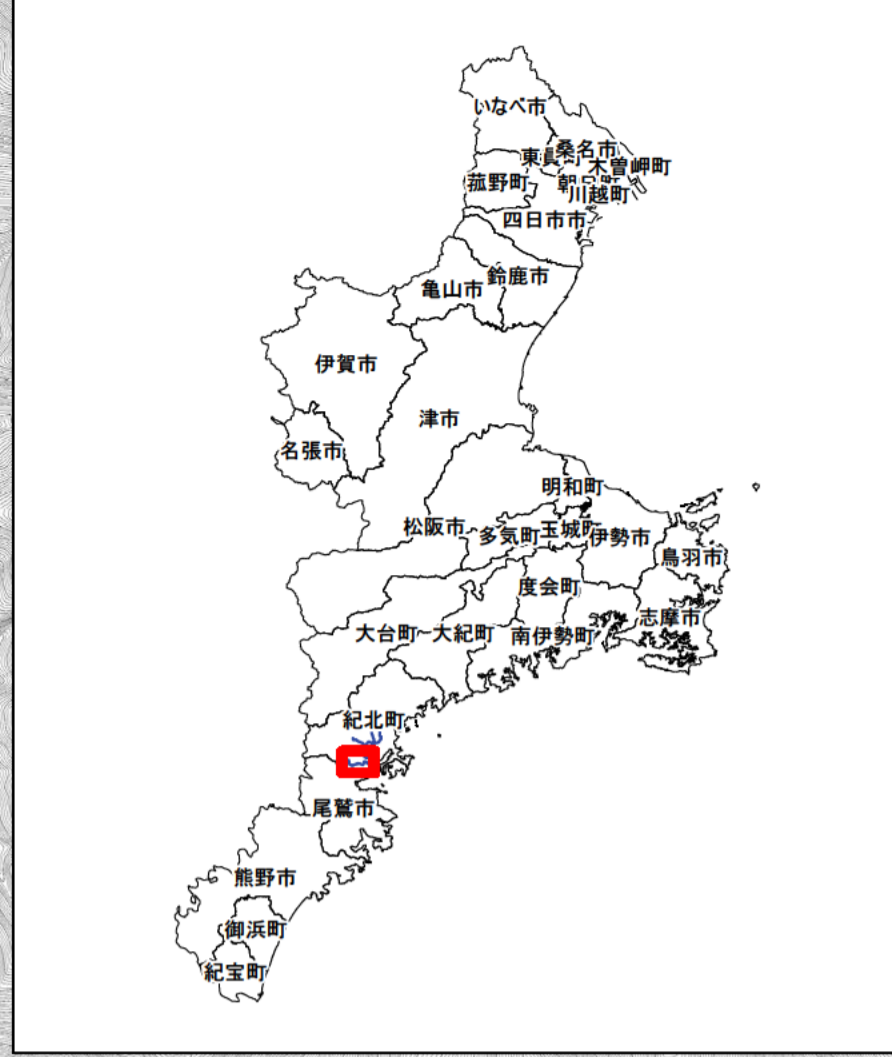 いなべ市
桑名市
東員
木曽岬町
菰野町
川越町
四日市市
鈴鹿市
亀山市
伊賀市
津市
名張市
明和町
松阪市
多気町
玉城町
伊勢市
鳥羽市
度会町
志摩市
大台町
大紀町
南伊勢町
紀北町
尾鷲市
熊野市
御浜町
紀宝町